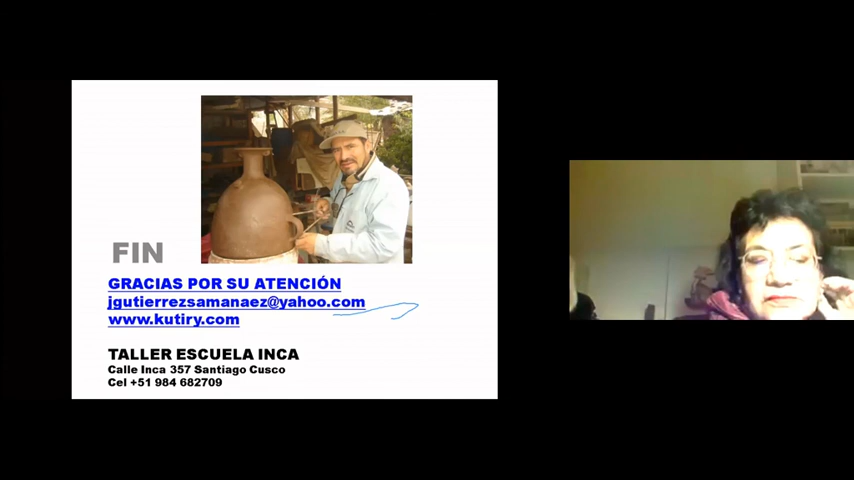 FIN
GRACIAS POR SU ATENCIÓN
jgutierrezsamanaez@yahoo.com
www.kutiry.com
TALLER ESCUELA INCA
Calle Inca 357 Santiago Cusco
Cel +51 984 682709